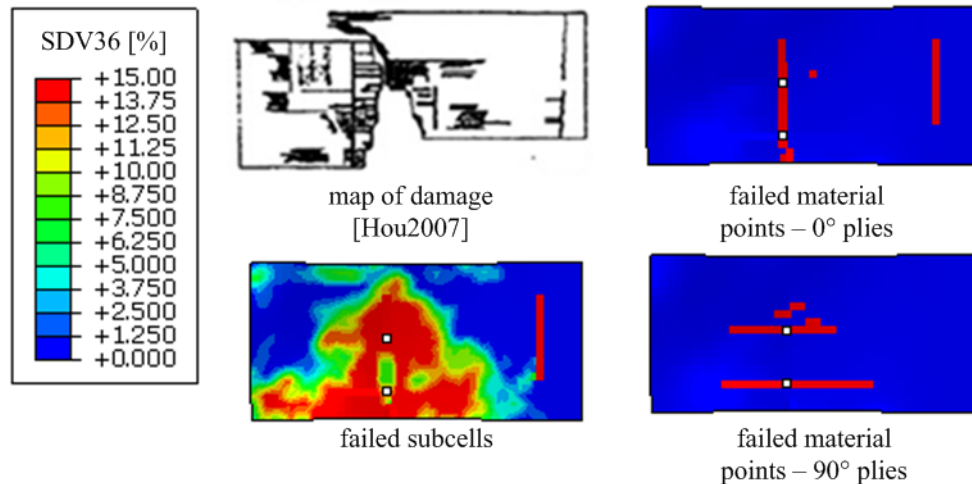 SDV36 [%]
+15.00
+13.75
+12.50
+11.25
+10.00
+8.750
+7.500
+6.250
+5.000
+3.750
+2.500
+1.250
+0.000
map of damage
[Hou2007]
failed material
points – 0° plies
failed subcells
failed material
points – 90° plies